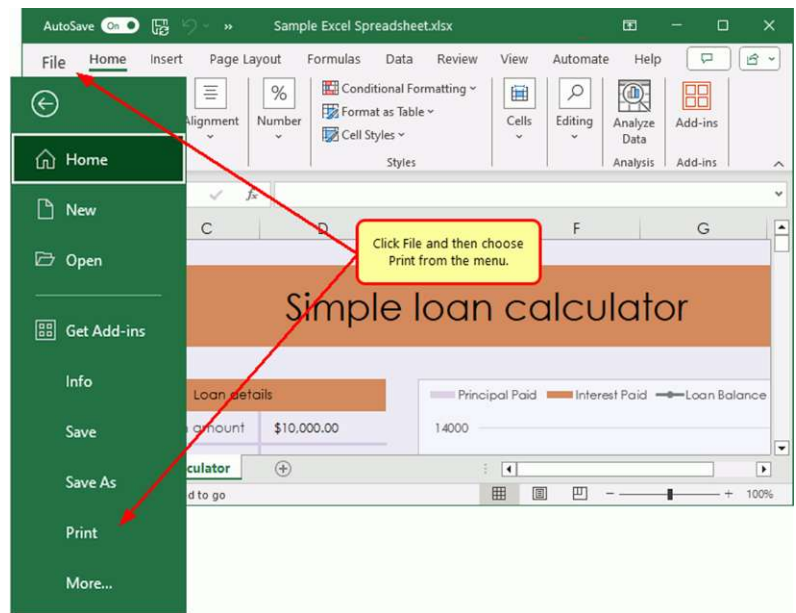 AutoSave On Sample Excel Spreadsheet.xlsx
File Home Insert Page Layout Formulas Data Review View Automate Help
Alignment
% Number
Conditional Formatting
Format as Table
Cell Styles
Styles
Cells
Editing
Analyze
Data
Analysis
Add-ins
Add-ins
Home
New
Open
Get Add-ins
Info
Save
Save As
Print
More...
fx
C D F G
Click File and then choose
Print from the menu.
Simple loan calculator
Loan details
amount $10,000.00
Principal Paid Interest Paid Loan Balance
14000
culator
d to go
100%